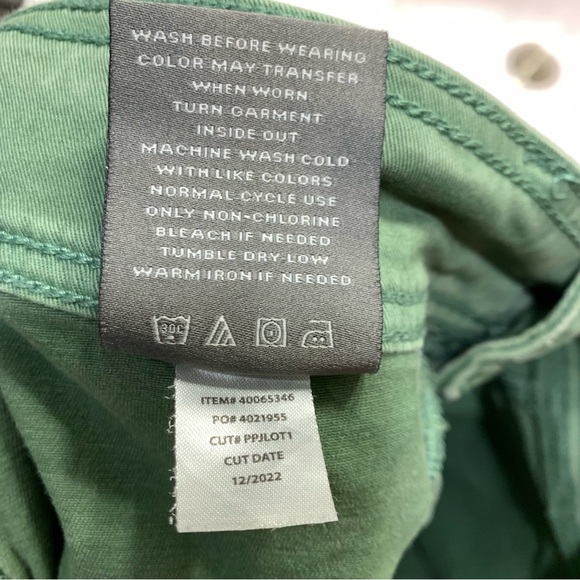 WASH BEFORE WEARING
COLOR MAY TRANSFER
WHEN WORN
TURN GARMENT
INSIDE OUT
MACHINE WASH COLD
WITH LIKE COLORS
NORMAL CYCLE USE
ONLY NON-CHLORINE
BLEACH IF NEEDED
TUMBLE DRY-LOW
WARM IRON IF NEEDED
30C
ITEM# 40065346
PO# 4021955
CUT# PPJLOT1
CUT DATE
12/2022